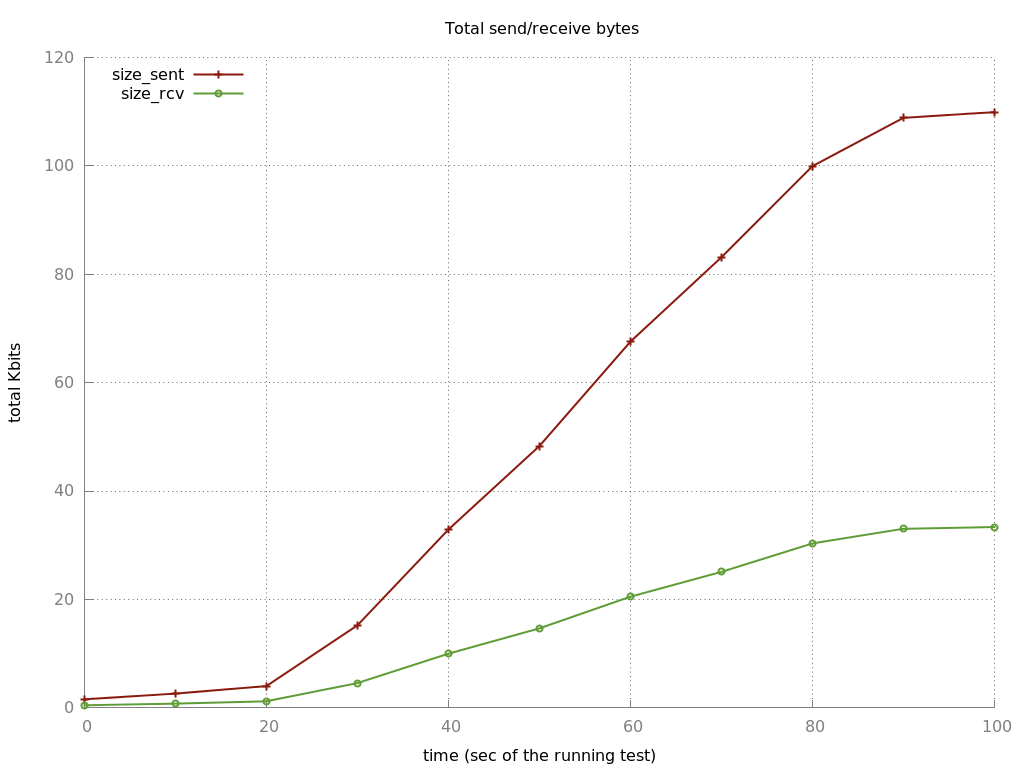 Total send/receive bytes
120
size_sent
size_rcv
100
80
60
40
20
0
total Kbits
0 20 40 60 80 100
time (sec of the running test)